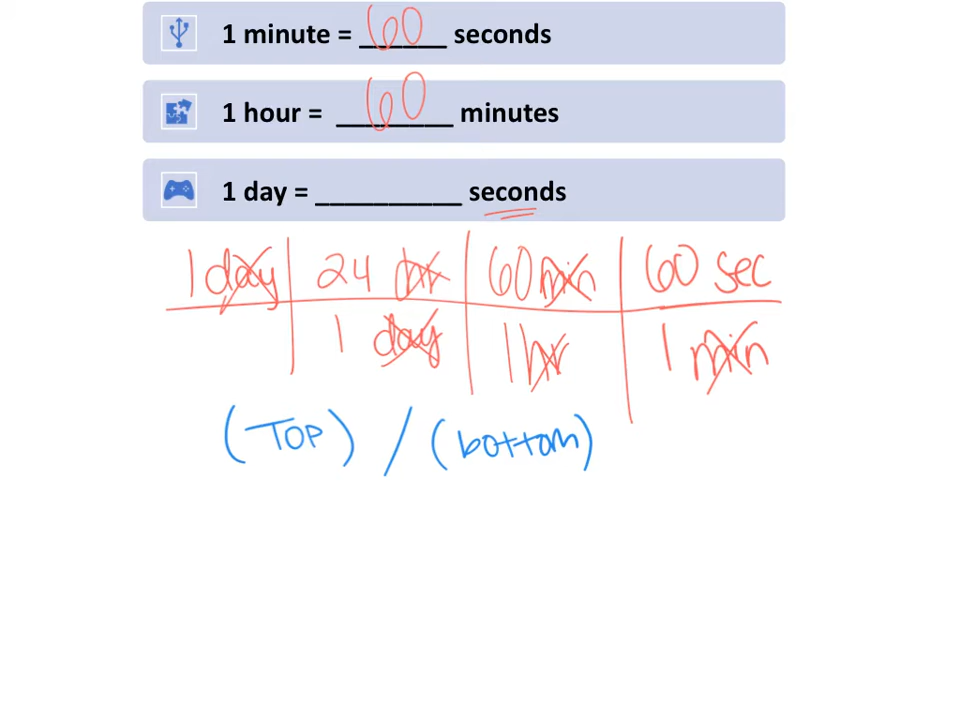 1 minute = 60 seconds
1 hour = 60 minutes
1 day = __________ seconds
1 day | 24 hr | 60 min | 60 sec
1 day | 1 hr | 1 min
(TOP) / (bottom)